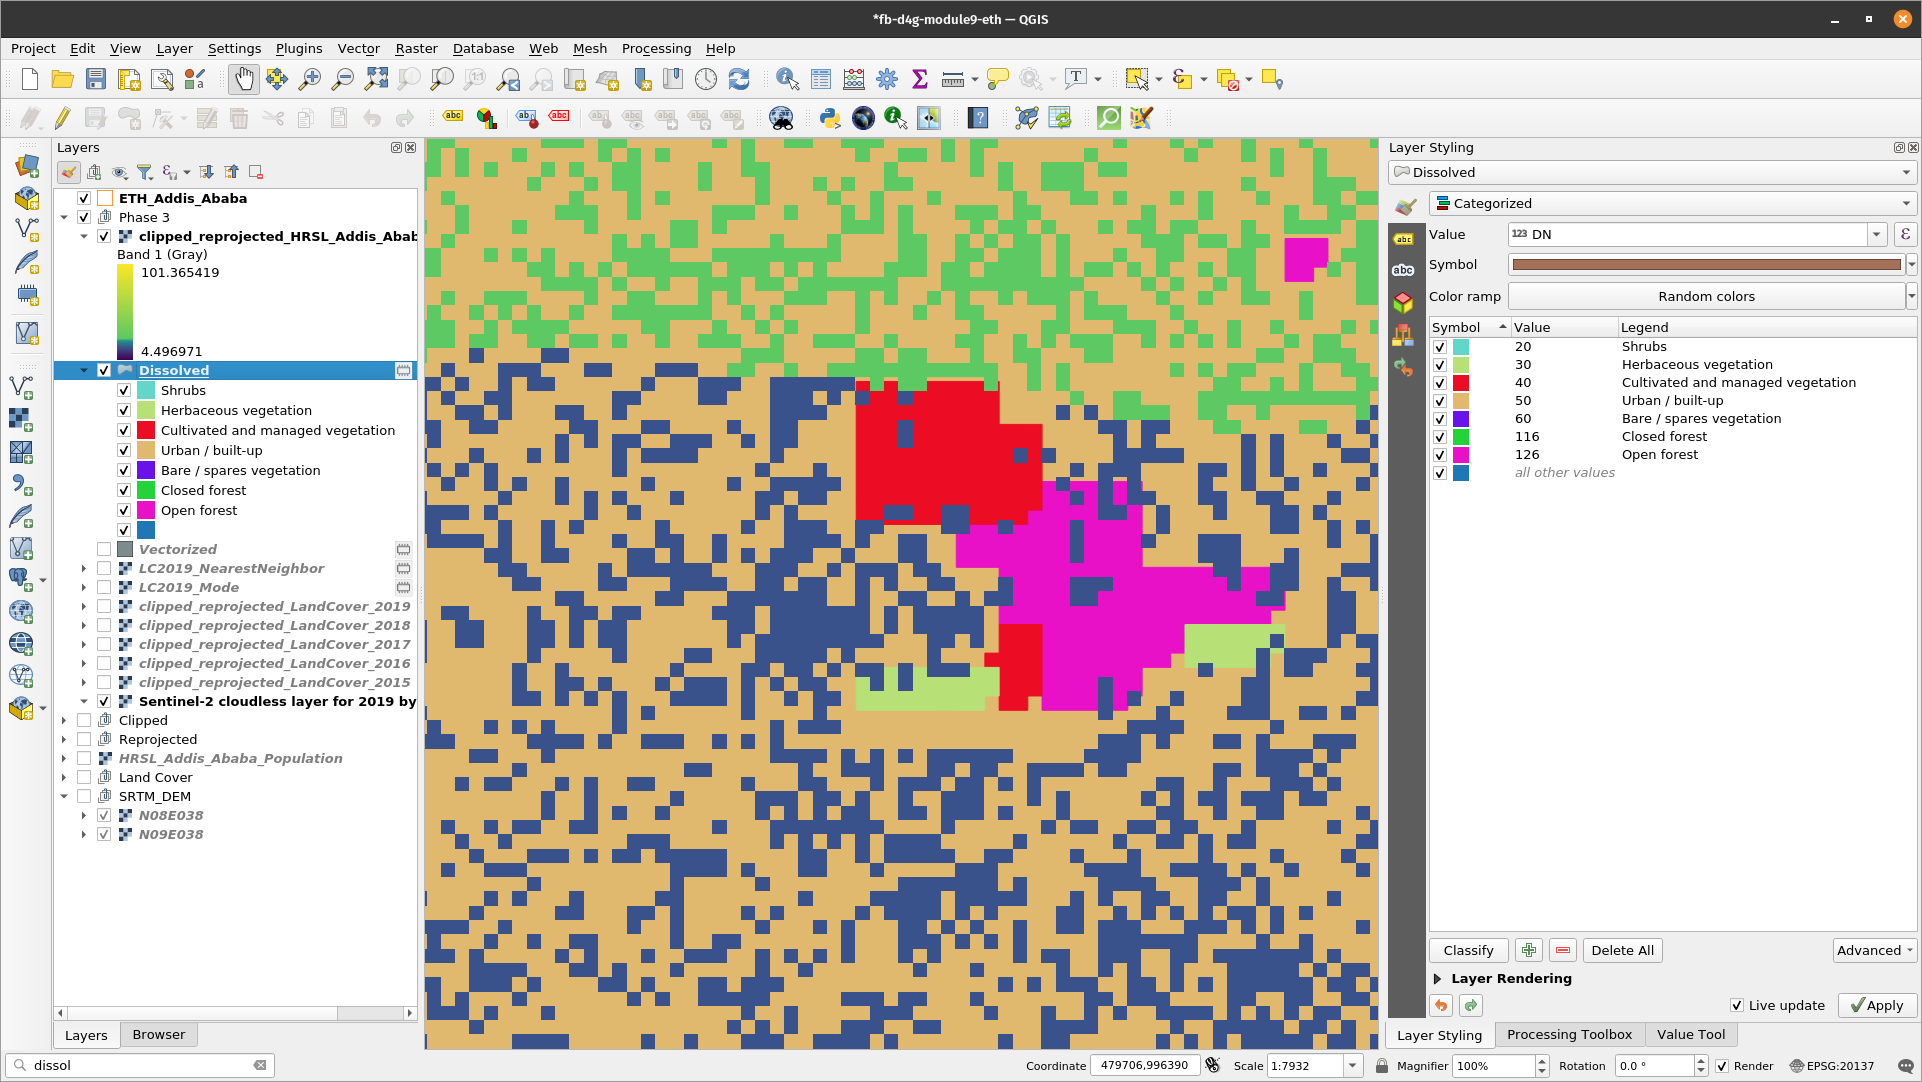 *fb-d4g-module9-eth — QGIS
Project Edit View Layer Settings Plugins Vector Raster Database Web Mesh Processing Help
Layers
ETH_Addis_Ababa
Phase 3
clipped_reprojected_HRSL_Addis_Abab
Band 1 (Gray)
101.365419
4.496971
Dissolved
Shrubs
Herbaceous vegetation
Cultivated and managed vegetation
Urban / built-up
Bare / spares vegetation
Closed forest
Open forest
Vectorized
LC2019_NearestNeighbor
LC2019_Mode
clipped_reprojected_LandCover_2019
clipped_reprojected_LandCover_2018
clipped_reprojected_LandCover_2017
clipped_reprojected_LandCover_2016
clipped_reprojected_LandCover_2015
Sentinel-2 cloudless layer for 2019 by
Clipped
Reprojected
HRSL_Addis_Ababa_Population
Land Cover
SRTM_DEM
N08E038
N09E038
Layers Browser
dissol
Layer Styling
Dissolved
Categorized
Value 123 DN
Symbol
Color ramp Random colors
Symbol Value Legend
20 Shrubs
30 Herbaceous vegetation
40 Cultivated and managed vegetation
50 Urban / built-up
60 Bare / spares vegetation
116 Closed forest
126 Open forest
all other values
Classify Delete All Advanced
Layer Rendering
Live update Apply
Layer Styling Processing Toolbox Value Tool
Coordinate 479706,996390 Scale 1:7932 Magnifier 100% Rotation 0.0 ° Render EPSG:20137